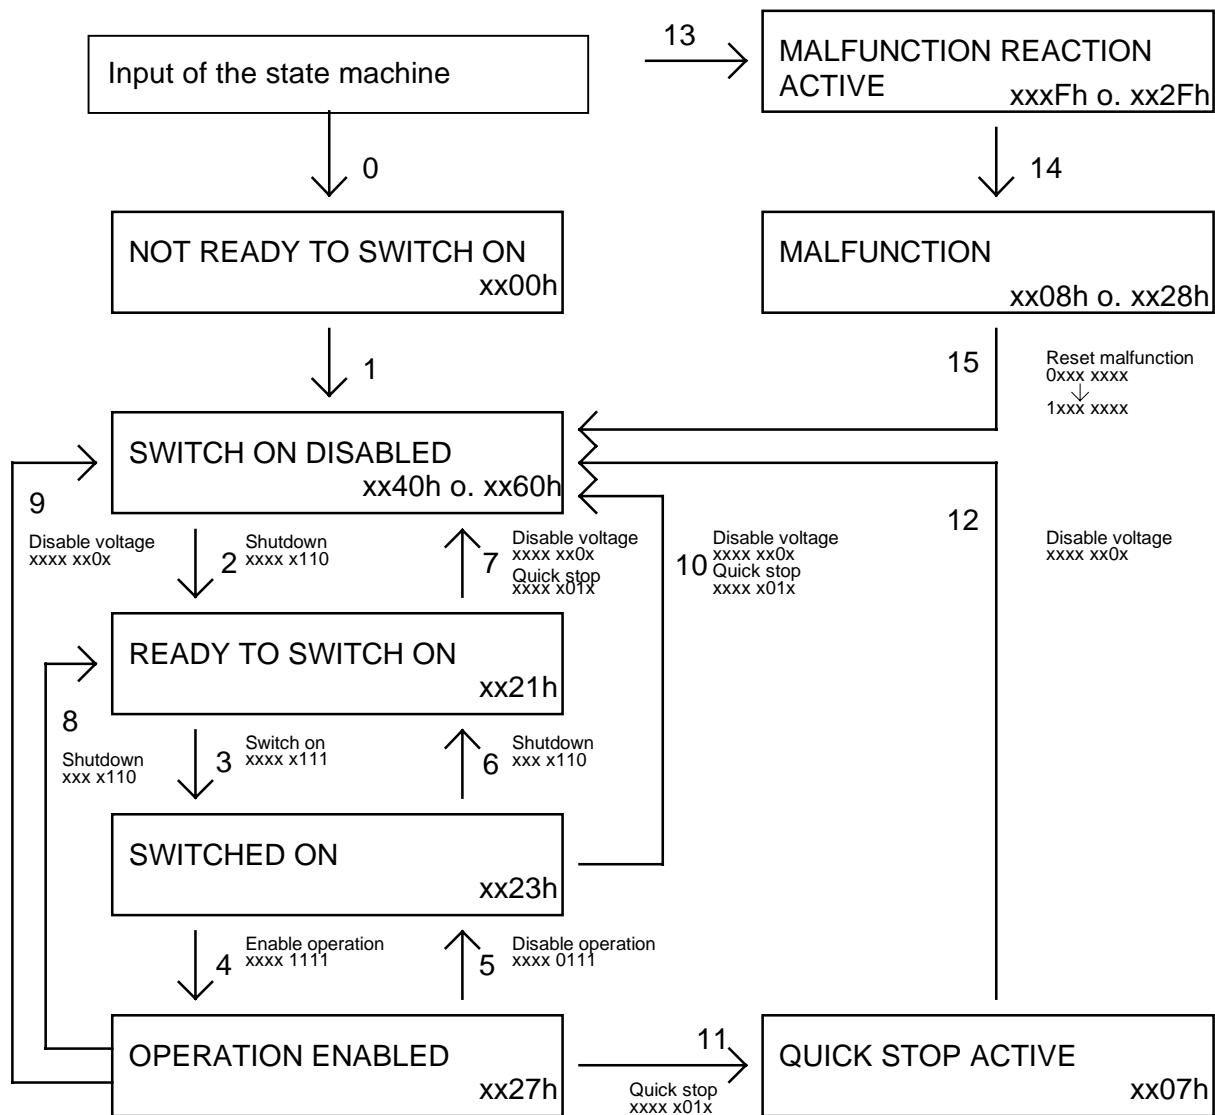 Input of the state machine
13
MALFUNCTION REACTION
ACTIVE
xxxFh o. xx2Fh
0
14
NOT READY TO SWITCH ON
xx00h
MALFUNCTION
xx08h o. xx28h
1
15
Reset malfunction
0xxx xxxx
1xxx xxxx
SWITCH ON DISABLED
xx40h o. xx60h
9
Disable voltage
xxxx xx0x
2
Shutdown
xxxx x110
7
Disable voltage
xxxx xx0x
Quick stop
xxxx x01x
10
Disable voltage
xxxx xx0x
Quick stop
xxxx x01x
12
Disable voltage
xxxx xx0x
READY TO SWITCH ON
xx21h
8
Shutdown
xxx x110
3
Switch on
xxxx x111
6
Shutdown
xxx x110
SWITCHED ON
xx23h
4
Enable operation
xxxx 1111
5
Disable operation
xxxx 0111
OPERATION ENABLED
xx27h
11
Quick stop
xxxx x01x
QUICK STOP ACTIVE
xx07h